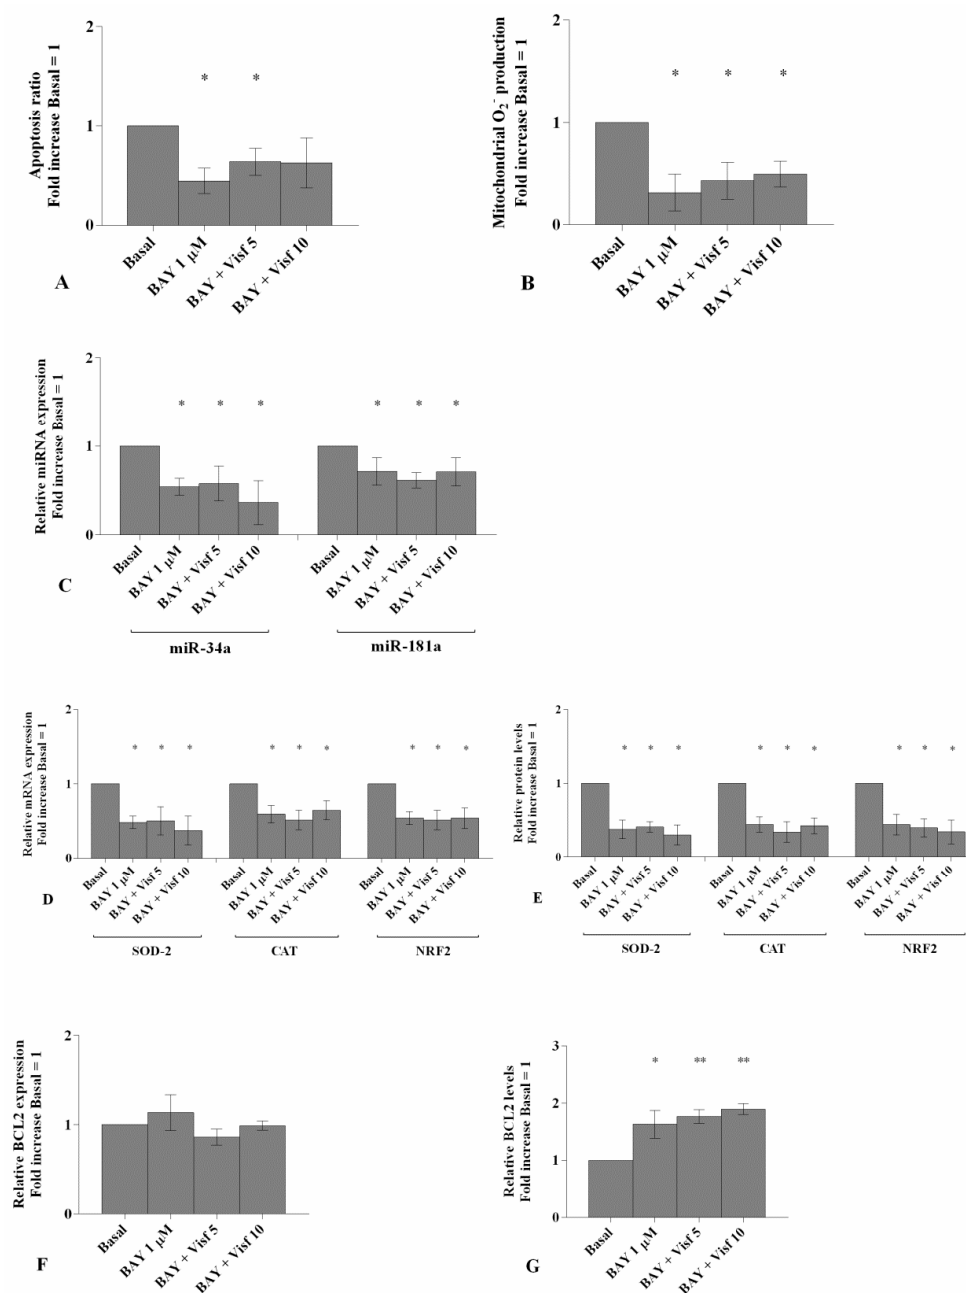 Apoptosis ratio
Fold increase Basal = 1
2
1
0
* *
Basal
BAY 1 µM
BAY + Visf 5
BAY + Visf 10
A
Mitochondrial O2- production
Fold increase Basal = 1
2
1
0
* * *
Basal
BAY 1 µM
BAY + Visf 5
BAY + Visf 10
B
Relative miRNA expression
Fold increase Basal = 1
2
1
0
* * * * * *
Basal
BAY 1 µM
BAY + Visf 5
BAY + Visf 10
Basal
BAY 1 µM
BAY + Visf 5
BAY + Visf 10
C
miR-34a
miR-181a
Relative mRNA expression
Fold increase Basal = 1
2
1
0
* * * * * * * * *
Basal
BAY 1 µM
BAY + Visf 5
BAY + Visf 10
Basal
BAY 1 µM
BAY + Visf 5
BAY + Visf 10
Basal
BAY 1 µM
BAY + Visf 5
BAY + Visf 10
D
SOD-2
CAT
NRF2
Relative protein levels
Fold increase Basal = 1
2
1
0
* * * * * * * * *
Basal
BAY 1 µM
BAY + Visf 5
BAY + Visf 10
Basal
BAY 1 µM
BAY + Visf 5
BAY + Visf 10
Basal
BAY 1 µM
BAY + Visf 5
BAY + Visf 10
E
SOD-2
CAT
NRF2
Relative BCL2 expression
Fold increase Basal = 1
2
1
0
Basal
BAY 1 µM
BAY + Visf 5
BAY + Visf 10
F
Relative BCL2 levels
Fold increase Basal = 1
3
2
1
0
* ** **
Basal
BAY 1 µM
BAY + Visf 5
BAY + Visf 10
G